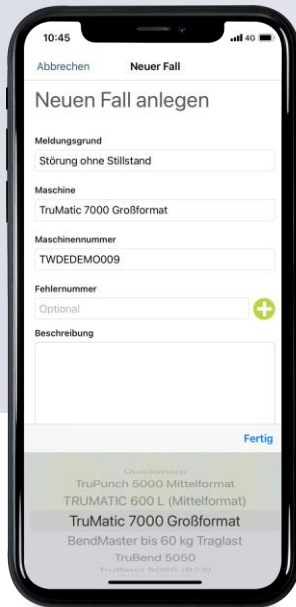 10:45
4G
Abbrechen
Neuer Fall
Neuen Fall anlegen
Meldungsgrund
Störung ohne Stillstand
Maschine
TruMatic 7000 Großformat
Maschinennummer
TWDEDEMO009
Fehlernummer
Optional
Beschreibung
Fertig
Quicksharp
TruPunch 5000 Mittelformat
TRUMATIC 600 L (Mittelformat)
TruMatic 7000 Großformat
BendMaster bis 60 kg Traglast
TruBend 5050